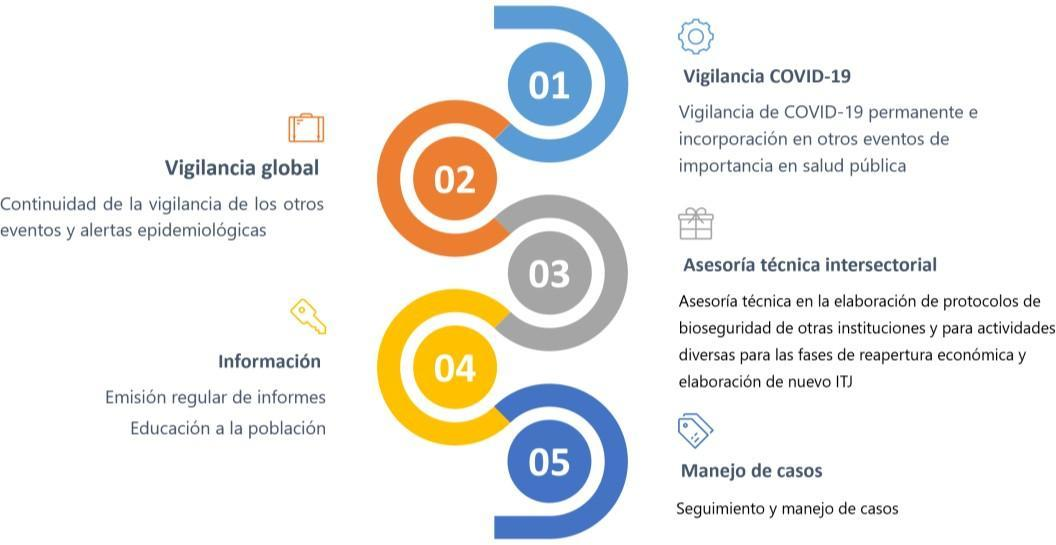 01
Vigilancia COVID-19
Vigilancia de COVID-19 permanente e
incorporación en otros eventos de
importancia en salud pública
02
Vigilancia global
Continuidad de la vigilancia de los otros
eventos y alertas epidemiológicas
03
Asesoría técnica intersectorial
Asesoría técnica en la elaboración de protocolos de
bioseguridad de otras instituciones y para actividades
diversas para las fases de reapertura económica y
elaboración de nuevo ITJ
04
Información
Emisión regular de informes
Educación a la población
05
Manejo de casos
Seguimiento y manejo de casos